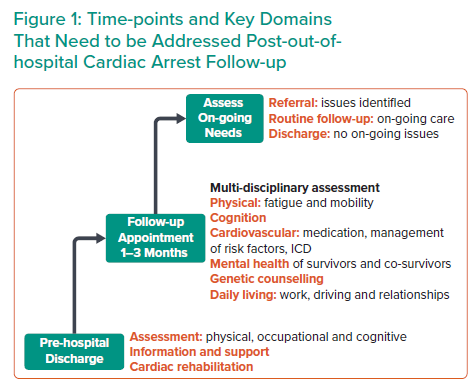 Figure 1: Time-points and Key Domains
That Need to be Addressed Post-out-of-
hospital Cardiac Arrest Follow-up
Assess
On-going
Needs
Referral: issues identified
Routine follow-up: on-going care
Discharge: no on-going issues
Follow-up
Appointment
1–3 Months
Multi-disciplinary assessment
Physical: fatigue and mobility
Cognition
Cardiovascular: medication, management
of risk factors, ICD
Mental health of survivors and co-survivors
Genetic counselling
Daily living: work, driving and relationships
Pre-hospital
Discharge
Assessment: physical, occupational and cognitive
Information and support
Cardiac rehabilitation